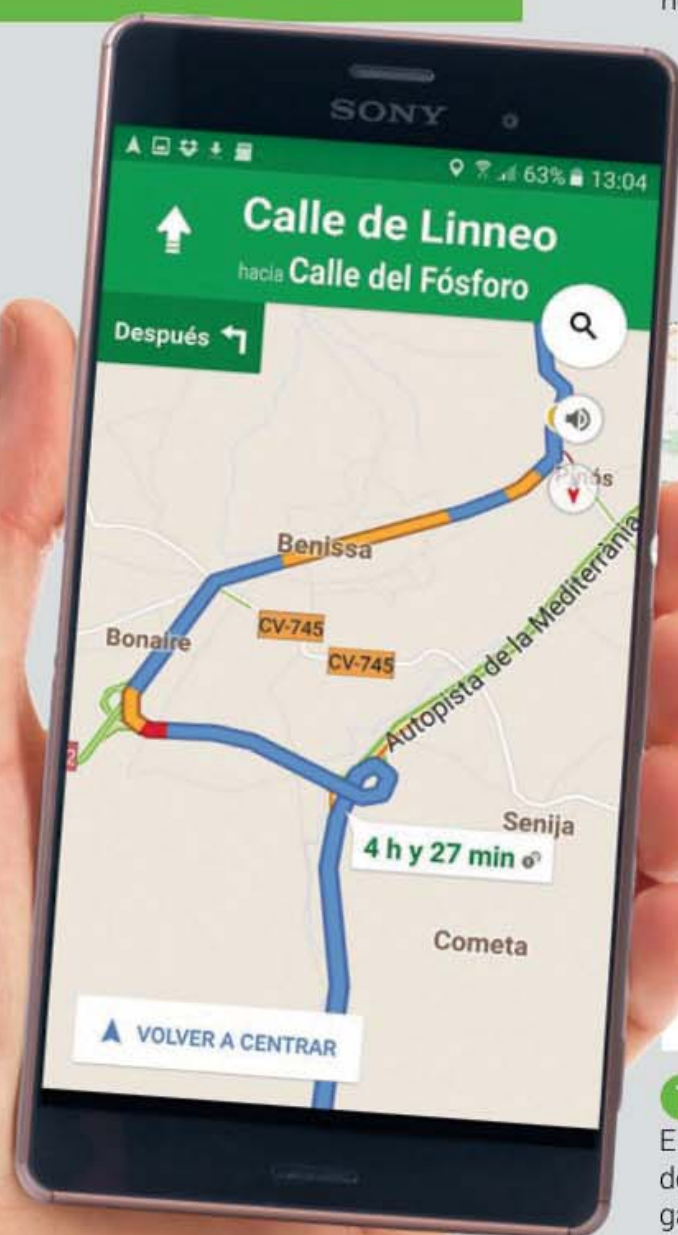 SONY
63% 13:04
Calle de Linneo
hacia Calle del Fósforo
Después
Pinós
Benissa
CV-745
Bonaire
CV-745
Autopista de la Mediterrània
Senija
4 h y 27 min
Cometa
VOLVER A CENTRAR